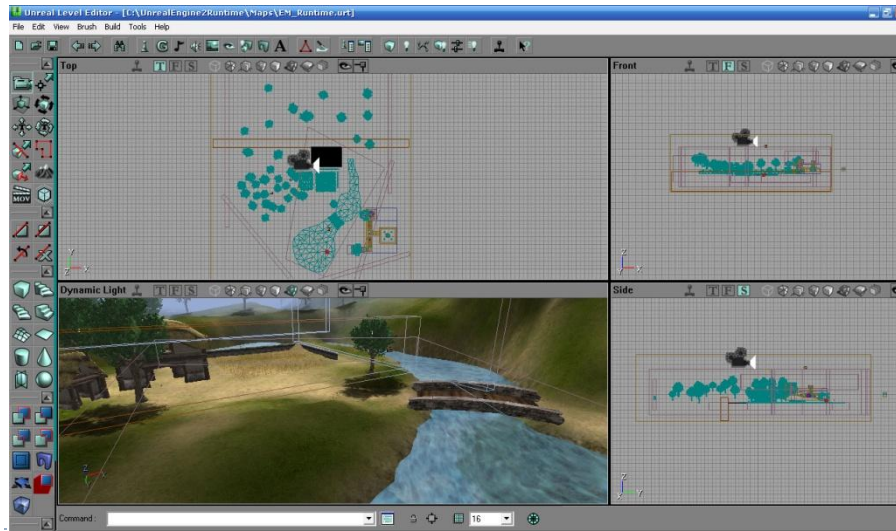 Unreal Level Editor - [C:\UnrealEngine2Runtime\Maps\EM_Runtime.urt]
File Edit View Brush Build Tools Help
Top T F S
Front T F S
MOV
Dynamic Light T F S
Side T F S
Command: 16